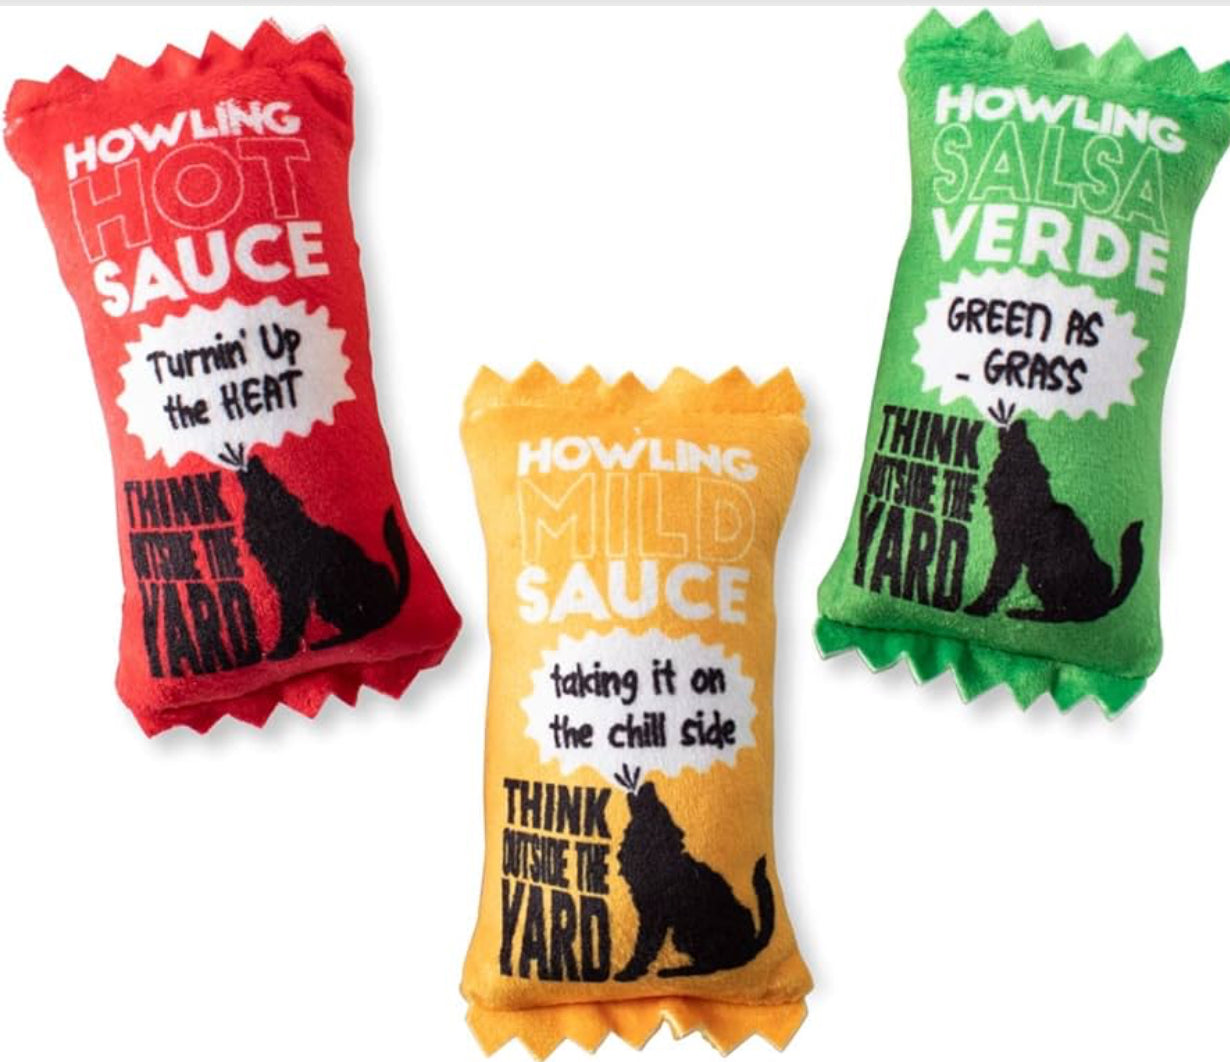 HOWLING
HOT
SAUCE
Turnin' Up
the HEAT
THINK
OUTSIDE THE
YARD
HOWLING
MILD
SAUCE
taking it on
the chill side
THINK
OUTSIDE THE
YARD
HOWLING
SALSA
VERDE
GREEN AS
- GRASS
THINK
OUTSIDE THE
YARD